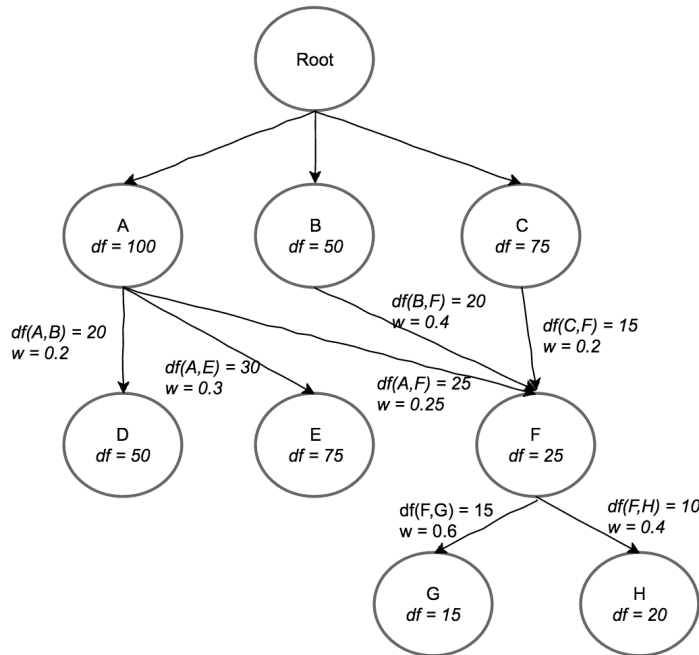 Root
A
df = 100
B
df = 50
C
df = 75
df(A,B) = 20
w = 0.2
df(A,E) = 30
w = 0.3
df(B,F) = 20
w = 0.4
df(A,F) = 25
w = 0.25
df(C,F) = 15
w = 0.2
D
df = 50
E
df = 75
F
df = 25
df(F,G) = 15
w = 0.6
df(F,H) = 10
w = 0.4
G
df = 15
H
df = 20